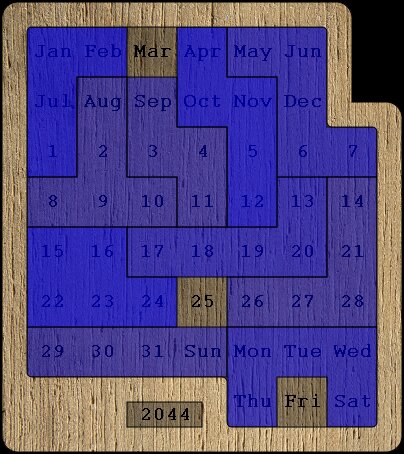 Jan Feb Mar Apr May Jun
Jul Aug Sep Oct Nov Dec
1 2 3 4 5 6 7
8 9 10 11 12 13 14
15 16 17 18 19 20 21
22 23 24 25 26 27 28
29 30 31 Sun Mon Tue Wed
Thu Fri Sat
2044